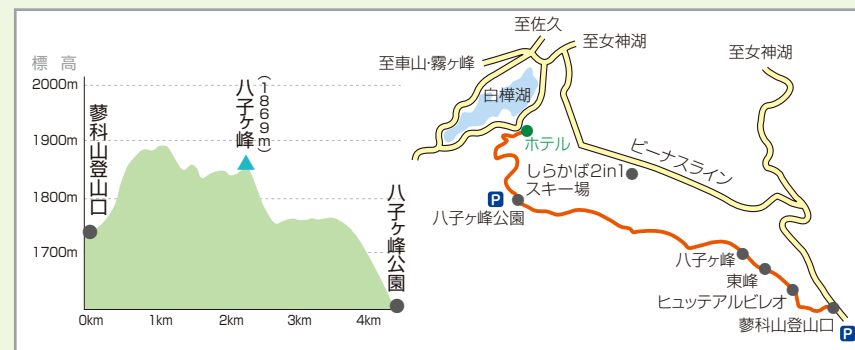 標 高
2000m
1900m
1800m
1700m
0km
1km
2km
3km
4km
蓼科山登山口
八子ヶ峰
(1869m)
八子ヶ峰公園
至佐久
至女神湖
至車山・霧ヶ峰
白樺湖
ホテル
至女神湖
ビーナスライン
しらかば2in1
スキー場
P
八子ヶ峰公園
八子ヶ峰
東峰
ヒュッテアルビレオ
蓼科山登山口
P